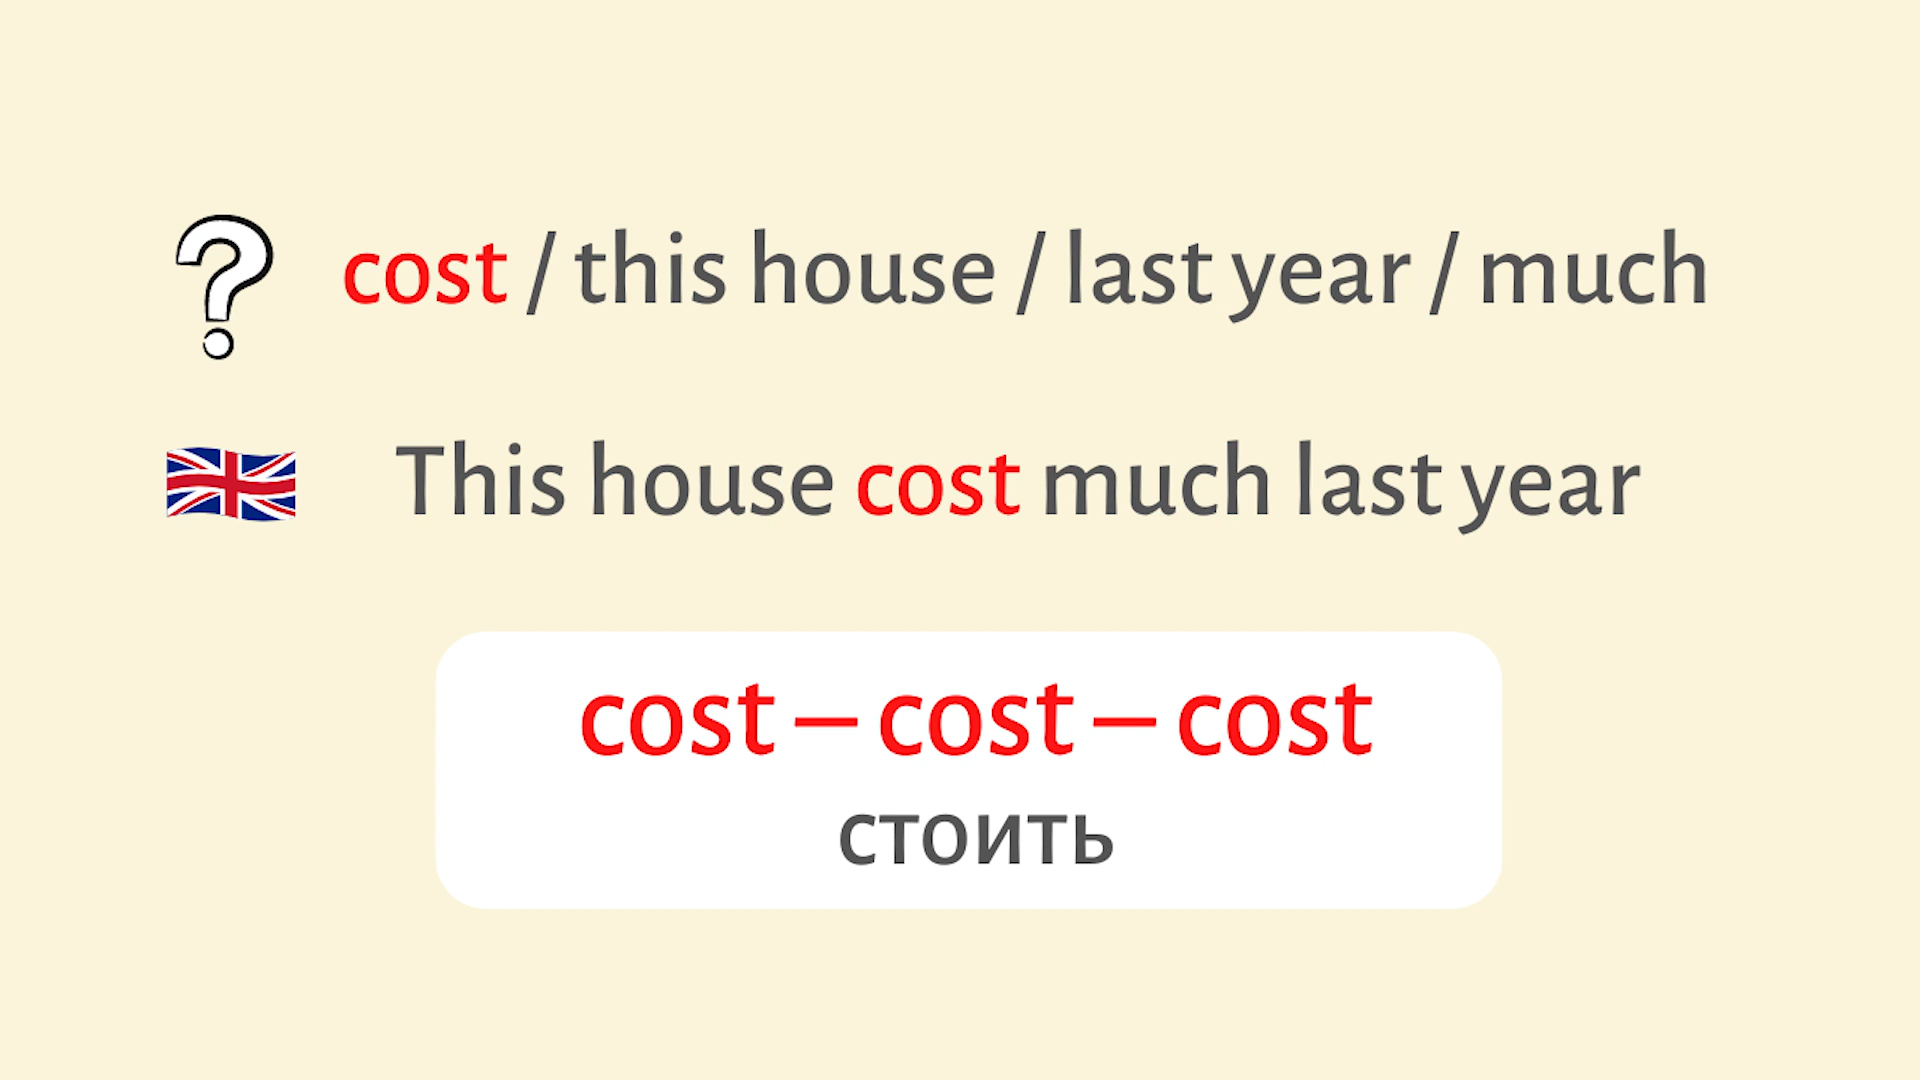 cost / this house / last year / much
This house cost much last year
cost – cost – cost
стоить